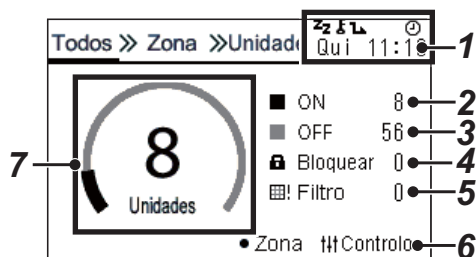 Todos >> Zona >> Unidade
Qui 11:18 1
ON 8 2
OFF 56 3
Bloquear 0 4
! Filtro 0 5
7
8
Unidades
• Zona Controlo 6